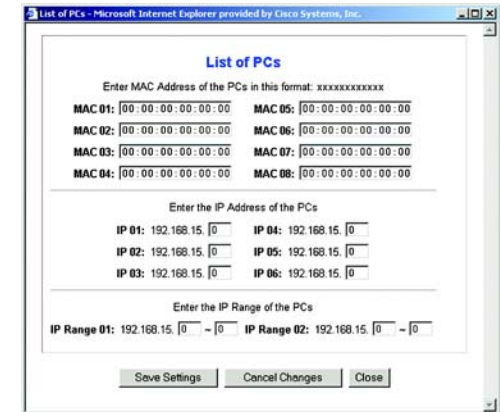 List of PCs - Microsoft Internet Explorer provided by Cisco Systems, Inc.
List of PCs
Enter MAC Address of the PCs in this format: xxxxxxxxxxxx
MAC 01: 00:00:00:00:00:00 MAC 05: 00:00:00:00:00:00
MAC 02: 00:00:00:00:00:00 MAC 06: 00:00:00:00:00:00
MAC 03: 00:00:00:00:00:00 MAC 07: 00:00:00:00:00:00
MAC 04: 00:00:00:00:00:00 MAC 08: 00:00:00:00:00:00
Enter the IP Address of the PCs
IP 01: 192.168.15. 0 IP 04: 192.168.15. 0
IP 02: 192.168.15. 0 IP 05: 192.168.15. 0
IP 03: 192.168.15. 0 IP 06: 192.168.15. 0
Enter the IP Range of the PCs
IP Range 01: 192.168.15. 0 ~ 0 IP Range 02: 192.168.15. 0 ~ 0
Save Settings Cancel Changes Close